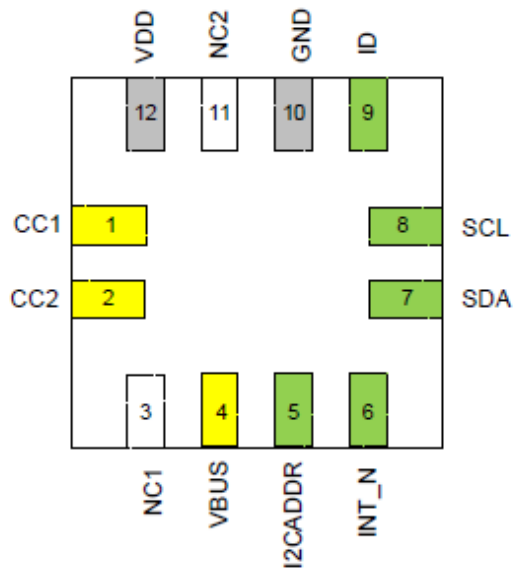 VDD NC2 GND ID
12 11 10 9
CC1 1 8 SCL
CC2 2 7 SDA
3 4 5 6
NC1 VBUS I2CADDR INT_N